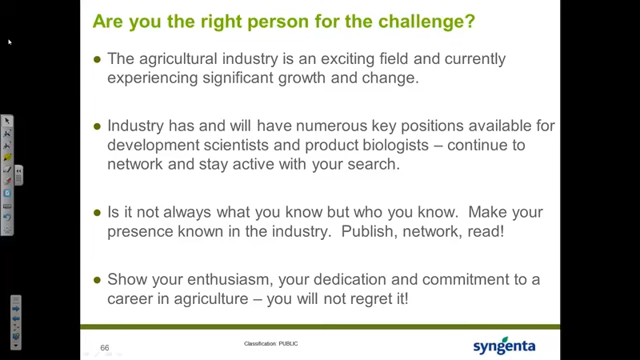 Are you the right person for the challenge?
● The agricultural industry is an exciting field and currently
experiencing significant growth and change.
● Industry has and will have numerous key positions available for
development scientists and product biologists – continue to
network and stay active with your search.
● Is it not always what you know but who you know.  Make your
presence known in the industry.  Publish, network, read!
● Show your enthusiasm, your dedication and commitment to a
career in agriculture – you will not regret it!
66
Classification PUBLIC
syngenta